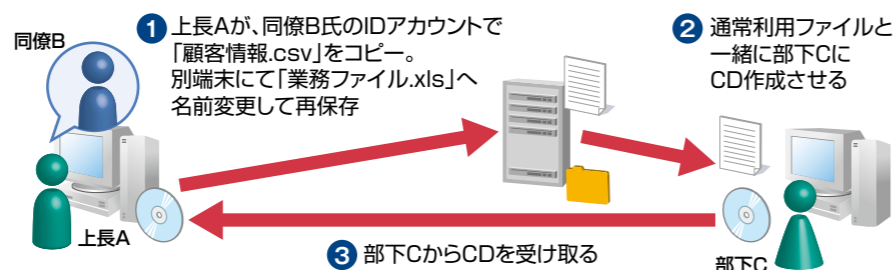 同僚B
1 上長Aが、同僚B氏のIDアカウントで
「顧客情報.csv」をコピー。
別端末にて「業務ファイル.xls」へ
名前変更して再保存
2 通常利用ファイルと
一緒に部下Cに
CD作成させる
上長A
3 部下CからCDを受け取る
部下C